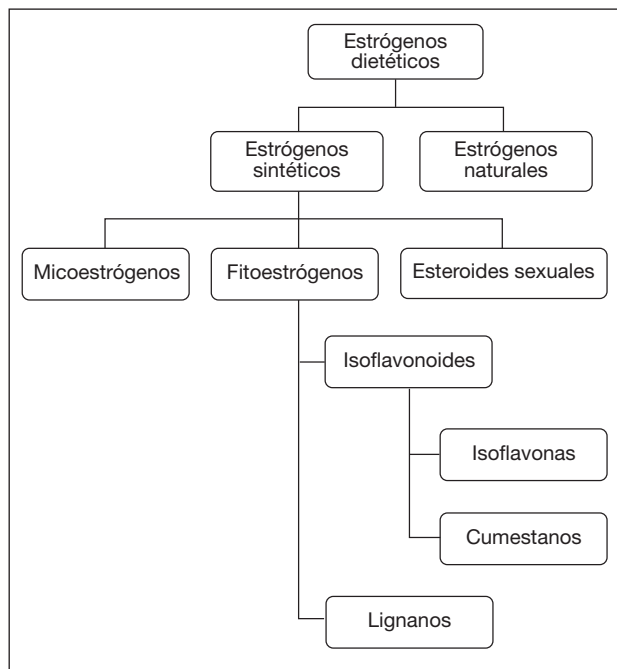 Estrógenos
dietéticos
Estrógenos
sintéticos
Estrógenos
naturales
Micoestrógenos
Fitoestrógenos
Esteroides sexuales
Isoflavonoides
Isoflavonas
Cumestanos
Lignanos